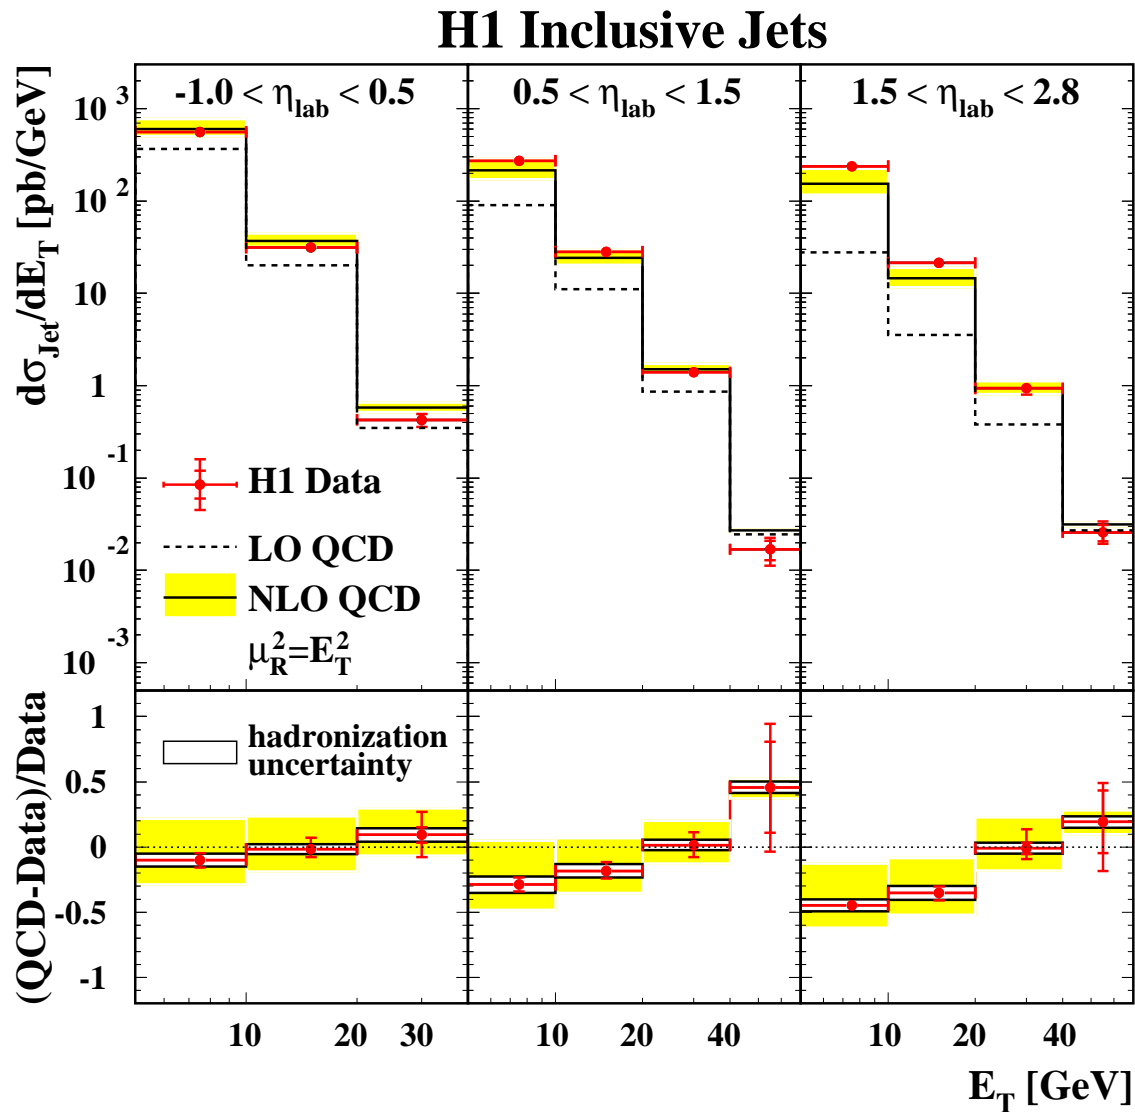 H1 Inclusive Jets
-1.0 < η_lab < 0.5
0.5 < η_lab < 1.5
1.5 < η_lab < 2.8
dσ_Jet/dE_T [pb/GeV]
10^3
10^2
10
1
10^-1
10^-2
10^-3
H1 Data
LO QCD
NLO QCD
μ_R^2=E_T^2
(QCD-Data)/Data
1
0.5
0
-0.5
-1
hadronization
uncertainty
10 20 30 10 20 40 10 20 40
E_T [GeV]